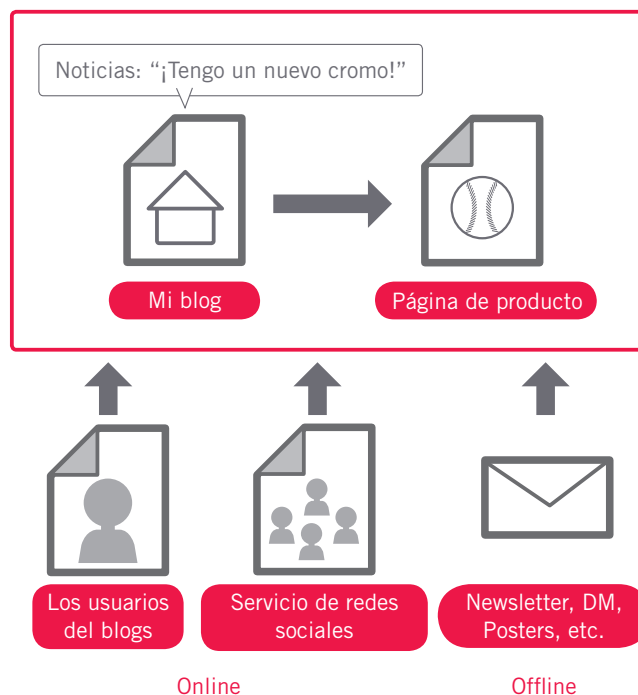 Noticias: “¡Tengo un nuevo cromo!”
Mi blog
Página de producto
Los usuarios
del blogs
Servicio de redes
sociales
Newsletter, DM,
Posters, etc.
Online
Offline